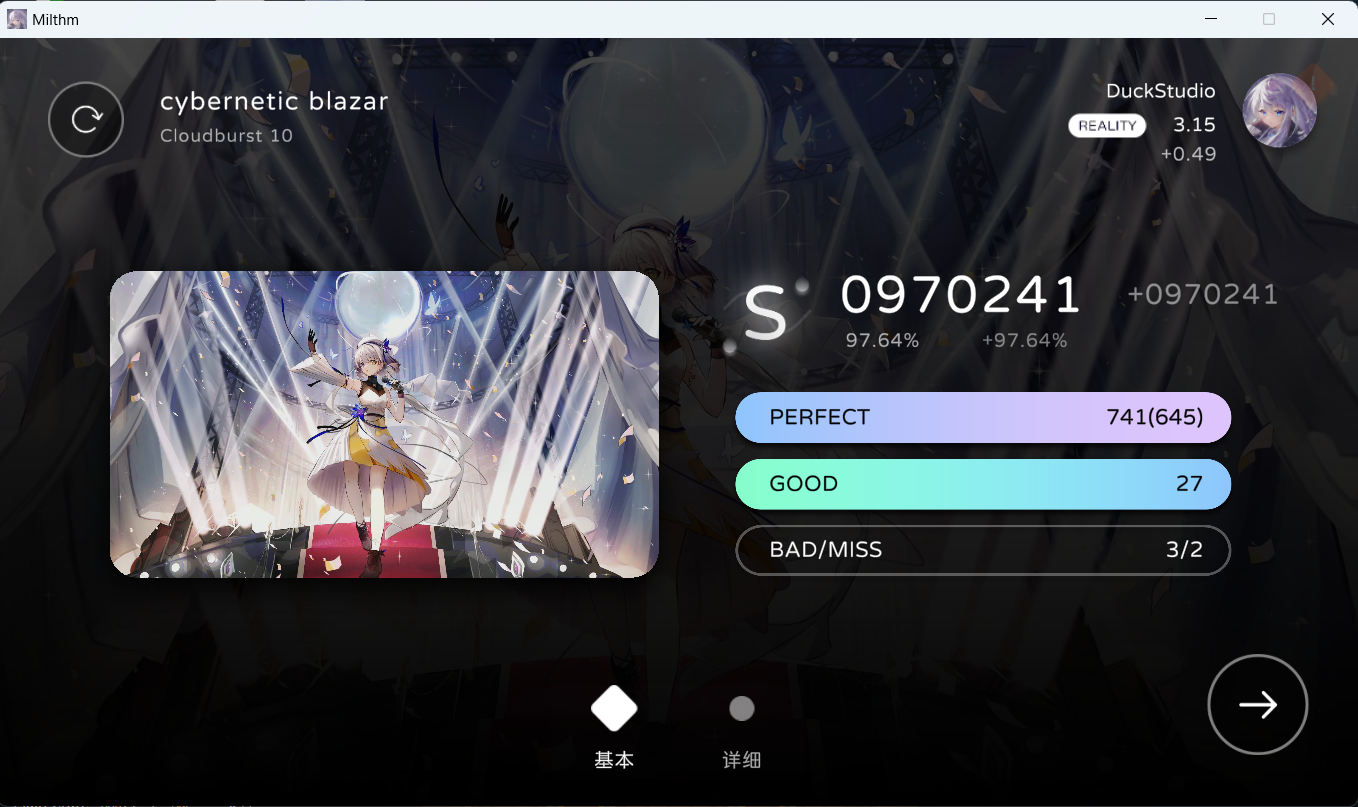 Milthm
cybernetic blazar
Cloudburst 10
DuckStudio
REALITY 3.15
+0.49
S 0970241 +0970241
97.64% +97.64%
PERFECT 741(645)
GOOD 27
BAD/MISS 3/2
基本 详细